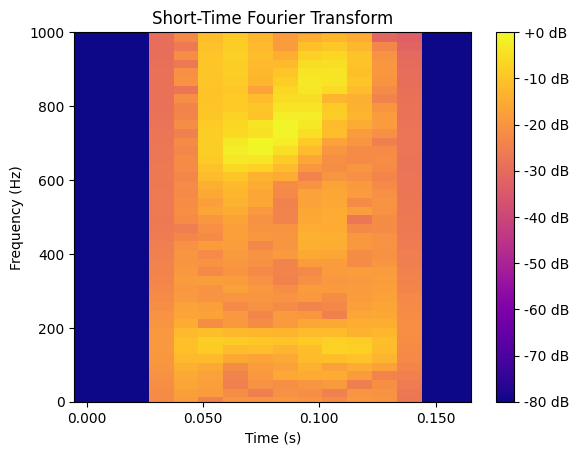 Short-Time Fourier Transform
1000
800
600
400
200
0
Frequency (Hz)
0.000
0.050
0.100
0.150
Time (s)
+0 dB
-10 dB
-20 dB
-30 dB
-40 dB
-50 dB
-60 dB
-70 dB
-80 dB